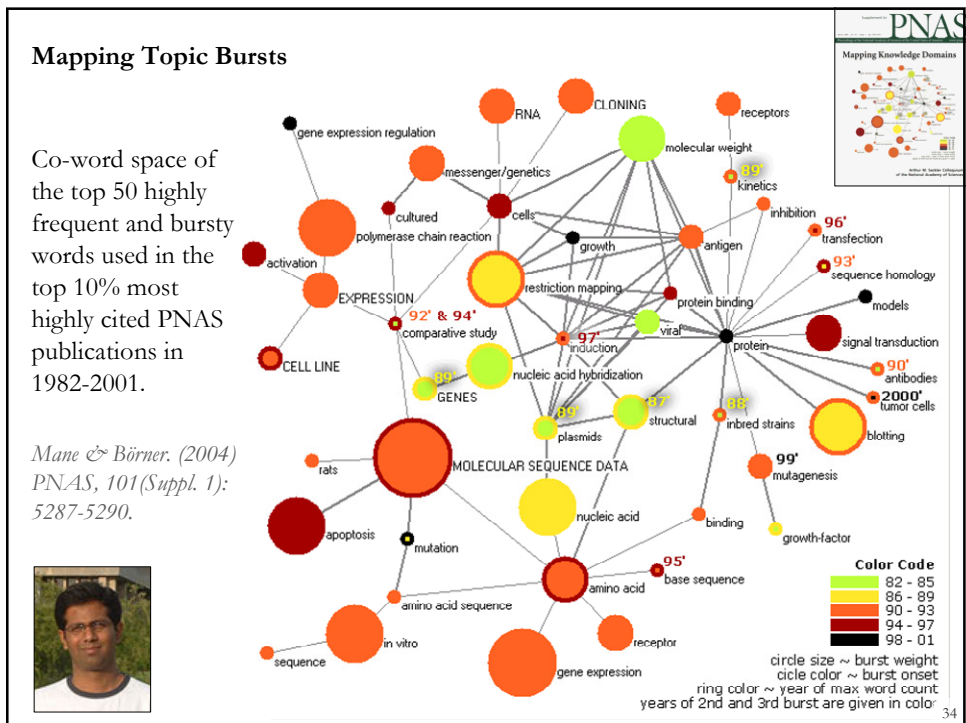 Mapping Topic Bursts
Co-word space of
the top 50 highly
frequent and bursty
words used in the
top 10% most
highly cited PNAS
publications in
1982-2001.
Mane & Börner. (2004)
PNAS, 101(Suppl. 1):
5287-5290.
PNAS
Mapping Knowledge Domains
gene expression regulation
RNA
CLONING
receptors
molecular weight
messenger/genetics
89'
kinetics
cultured
cells
inhibition
polymerase chain reaction
growth
antigen
96'
transfection
activation
93'
sequence homology
restriction mapping
EXPRESSION
protein binding
models
92' & 94'
comparative study
viral
97'
induction
protein
signal transduction
CELL LINE
nucleic acid hybridization
90'
antibodies
89'
GENES
2000'
tumor cells
89'
plasmids
87'
structural
88'
inbred strains
blotting
rats
MOLECULAR SEQUENCE DATA
99'
mutagenesis
nucleic acid
binding
apoptosis
mutation
growth-factor
95'
base sequence
amino acid
amino acid sequence
in vitro
receptor
sequence
gene expression
Color Code
82 - 85
86 - 89
90 - 93
94 - 97
98 - 01
circle size ~ burst weight
cicle color ~ burst onset
ring color ~ year of max word count
years of 2nd and 3rd burst are given in color
34